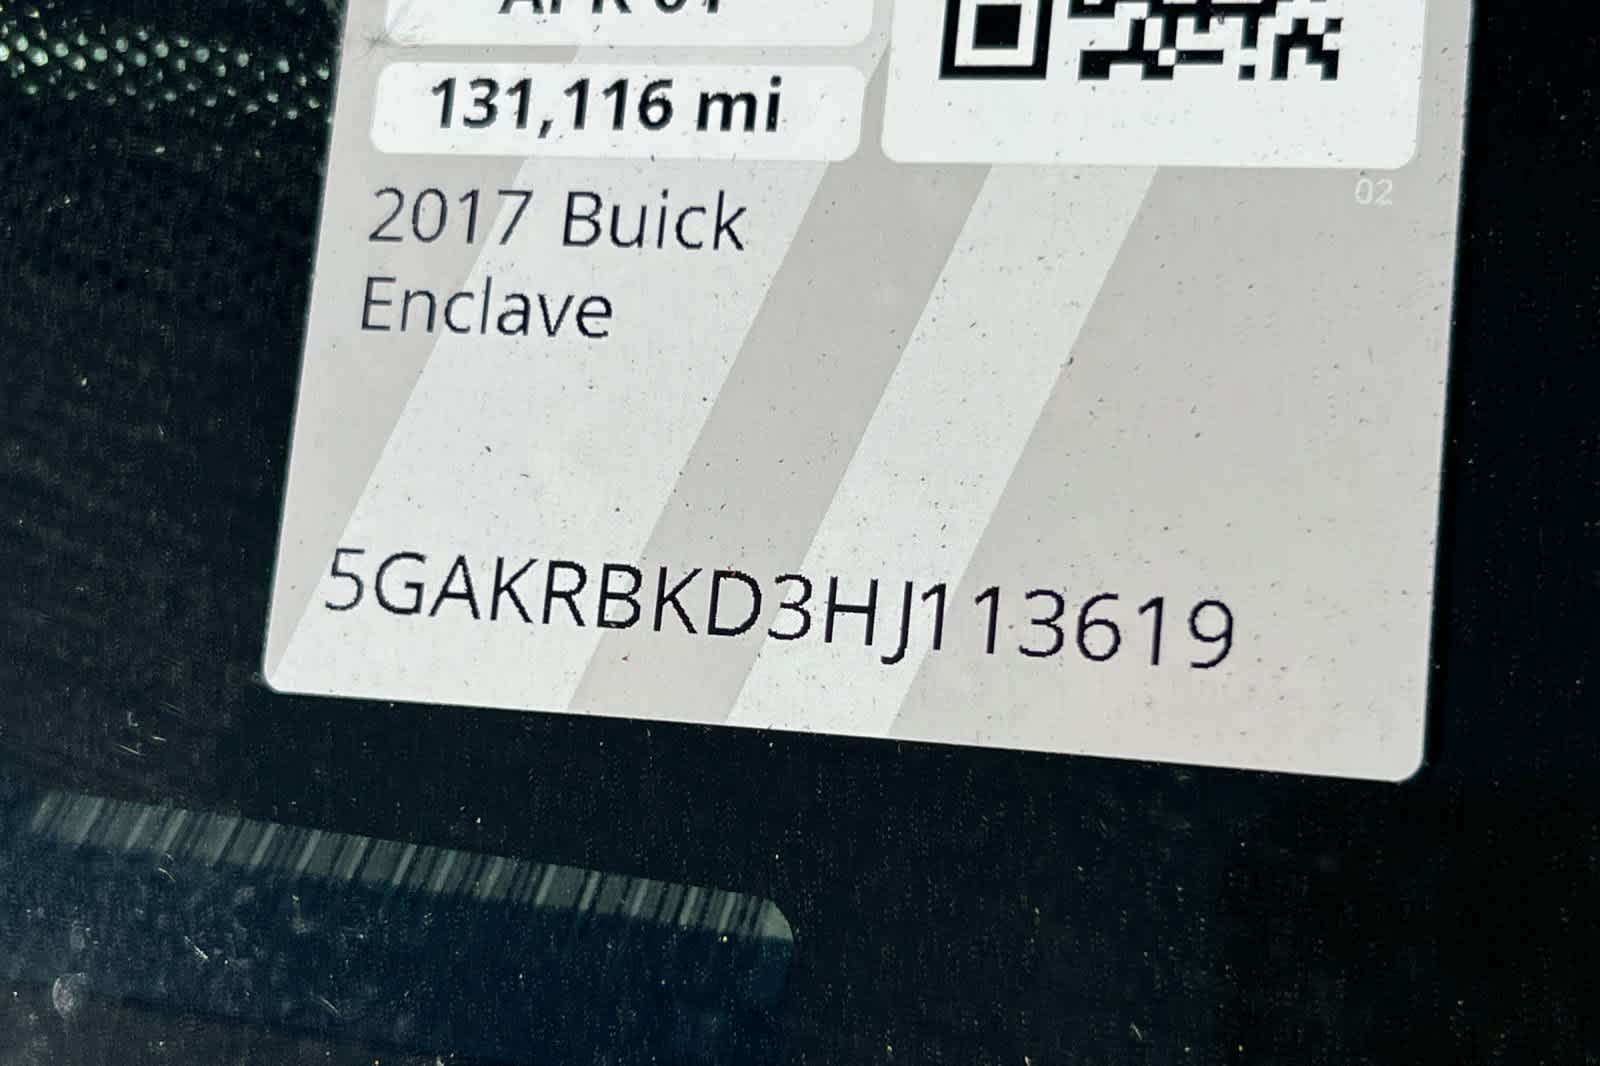 131,116 mi
02
2017 Buick
Enclave
5GAKRBKD3HJ113619